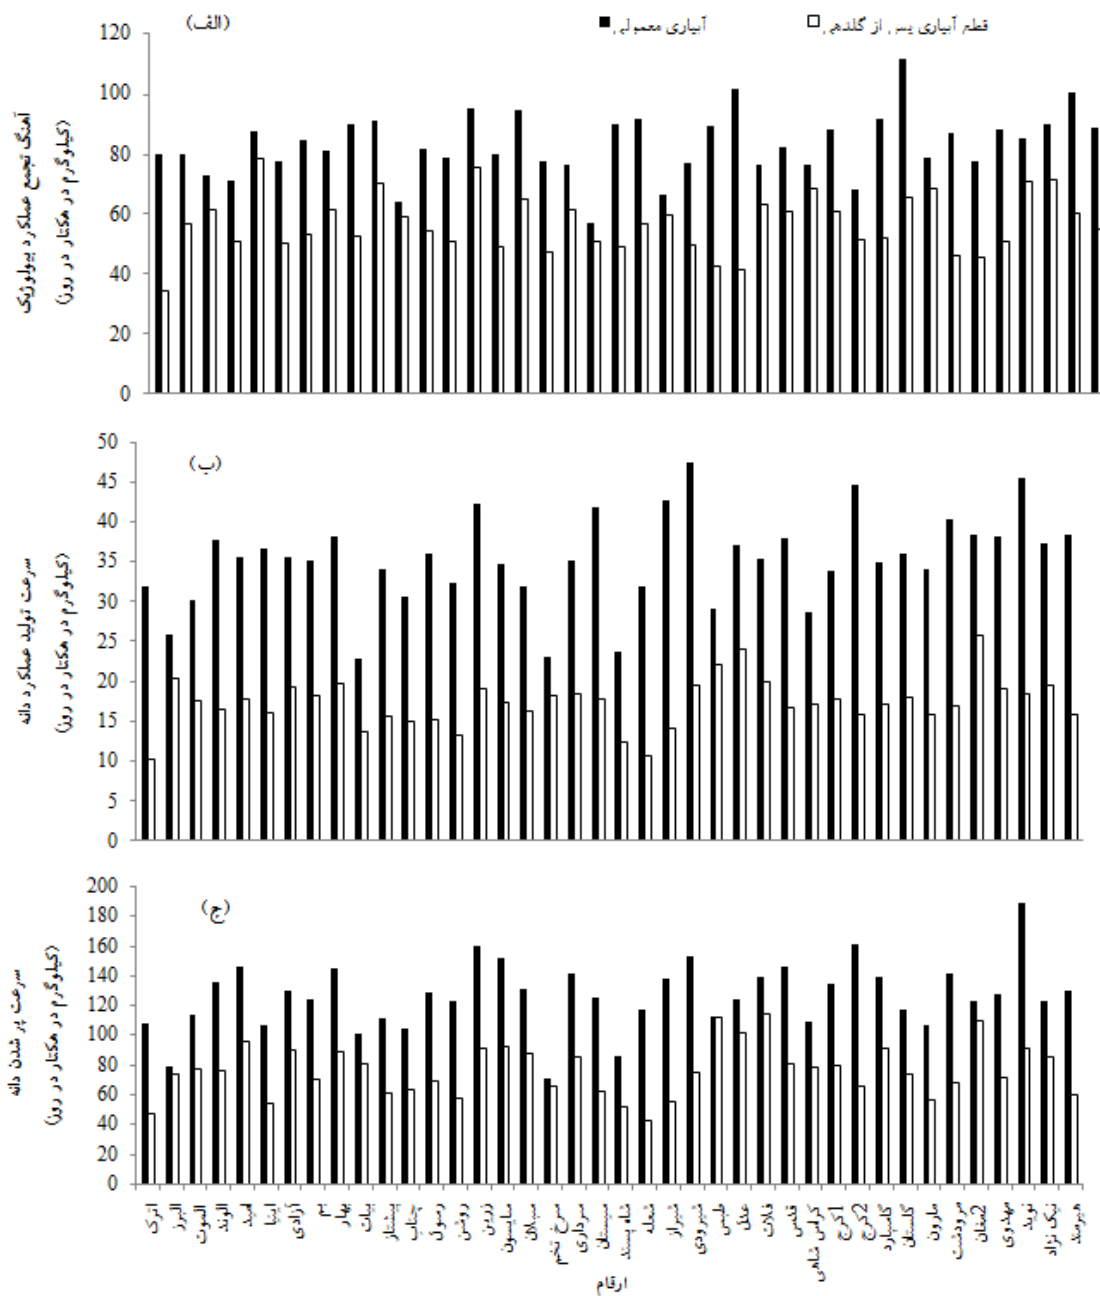 (الف)
آبیاری معمولی
قطع آبیاری پس از گلدهی
آهنگ تجمع عملکرد بیولوژیک
(کیلوگرم در هکتار در روز)
120
100
80
60
40
20
0
(ب)
سرعت تولید عملکرد دانه
(کیلوگرم در هکتار در روز)
50
45
40
35
30
25
20
15
10
5
0
(ج)
سرعت پر شدن دانه
(کیلوگرم در هکتار در روز)
200
180
160
140
120
100
80
60
40
20
0
اترک
البرز
الموت
الوند
امید
اینیا
آزادی
بم
بهار
بیات
پیشتاز
چناب
رسول
روشن
زرین
سایسون
سبلان
سرخ تخم
سرداری
سیستان
شاه پسند
شعله
شیراز
شیرودی
طبس
عدل
فلات
قدس
کراس شاهی
کرج1
کرج2
گاسپارد
گلستان
مارون
مرودشت
مغان2
مهدوی
نوید
نیک نژاد
هیرمند
ارقام